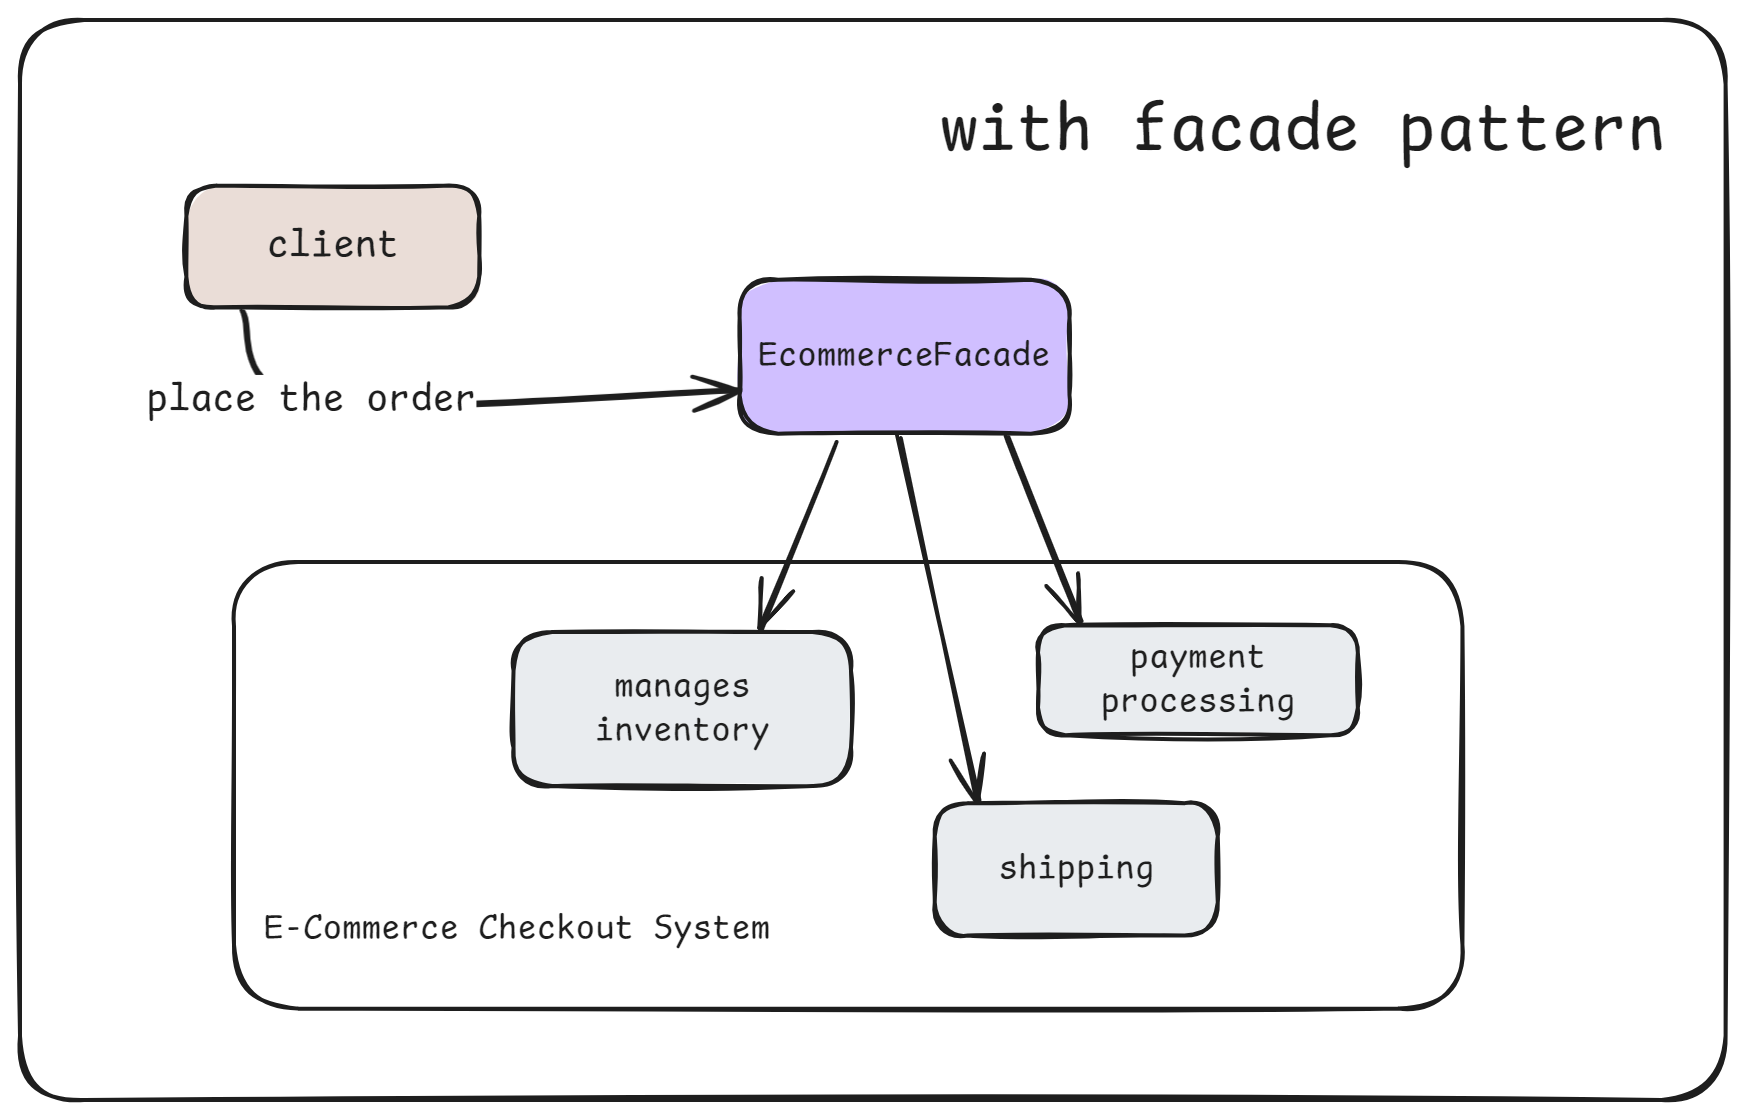 with facade pattern
client
EcommerceFacade
place the order
manages
inventory
payment
processing
shipping
E-Commerce Checkout System